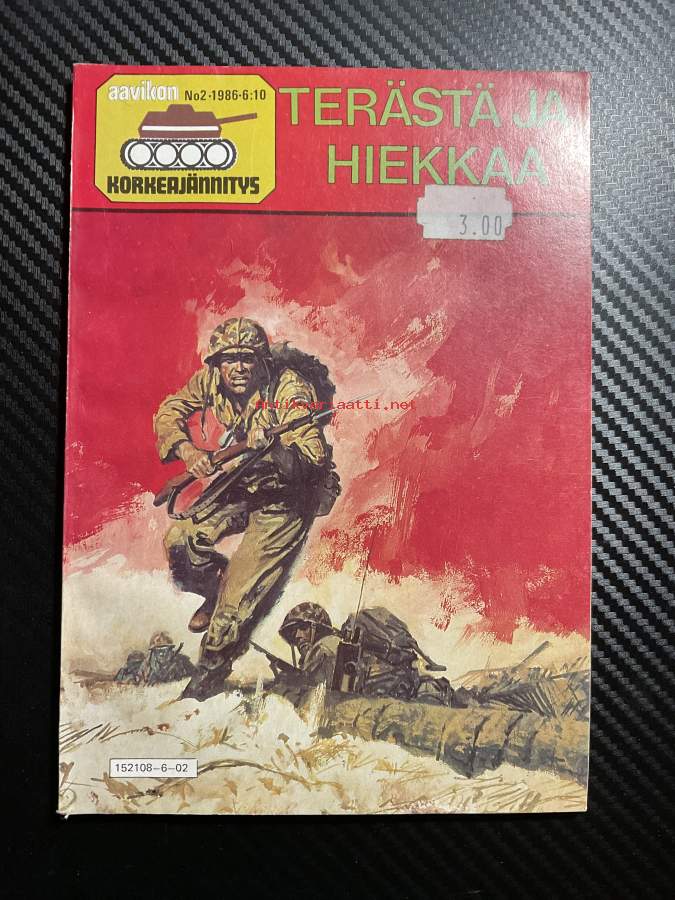 aavikon No2-1986-6:10
KORKEAJÄNNITYS
TERÄSTÄ JA
HIEKKAA
3.00
Antikvariaatti.net
152108-6-02